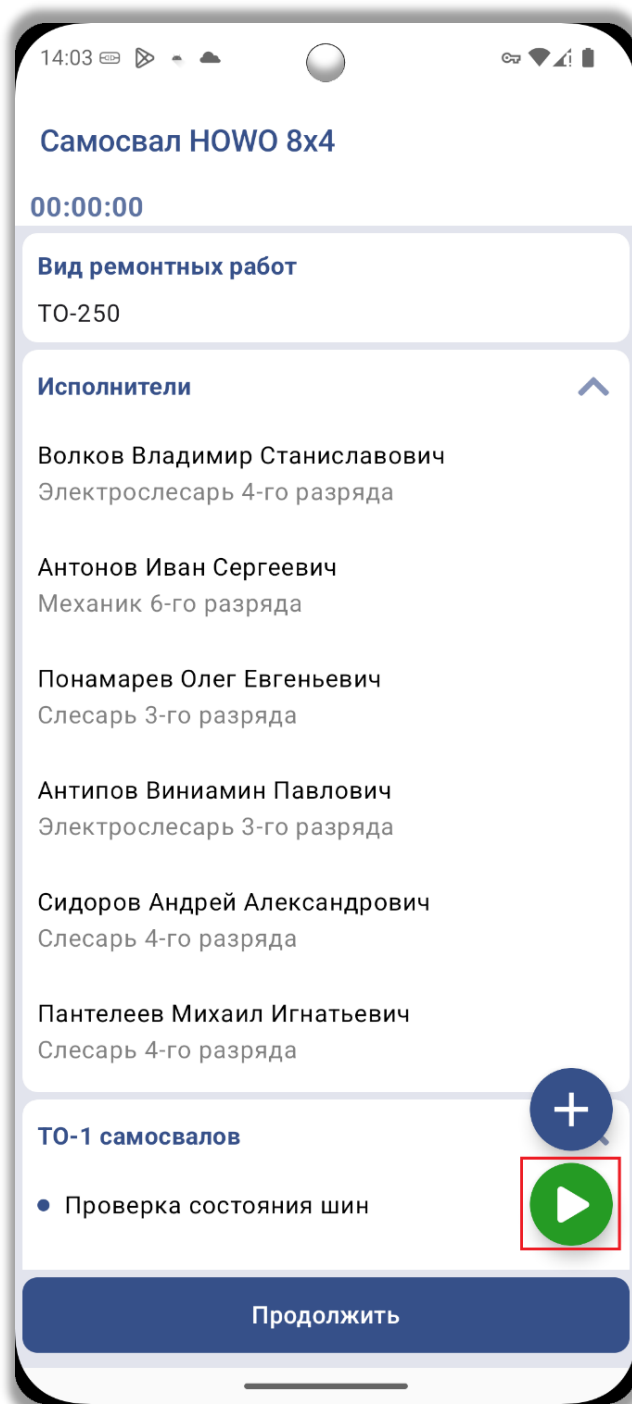 14:03
Самосвал HOWO 8x4
00:00:00
Вид ремонтных работ
ТО-250
Исполнители
Волков Владимир Станиславович
Электрослесарь 4-го разряда
Антонов Иван Сергеевич
Механик 6-го разряда
Понамарев Олег Евгеньевич
Слесарь 3-го разряда
Антипов Виниамин Павлович
Электрослесарь 3-го разряда
Сидоров Андрей Александрович
Слесарь 4-го разряда
Пантелеев Михаил Игнатьевич
Слесарь 4-го разряда
ТО-1 самосвалов
Проверка состояния шин
Продолжить